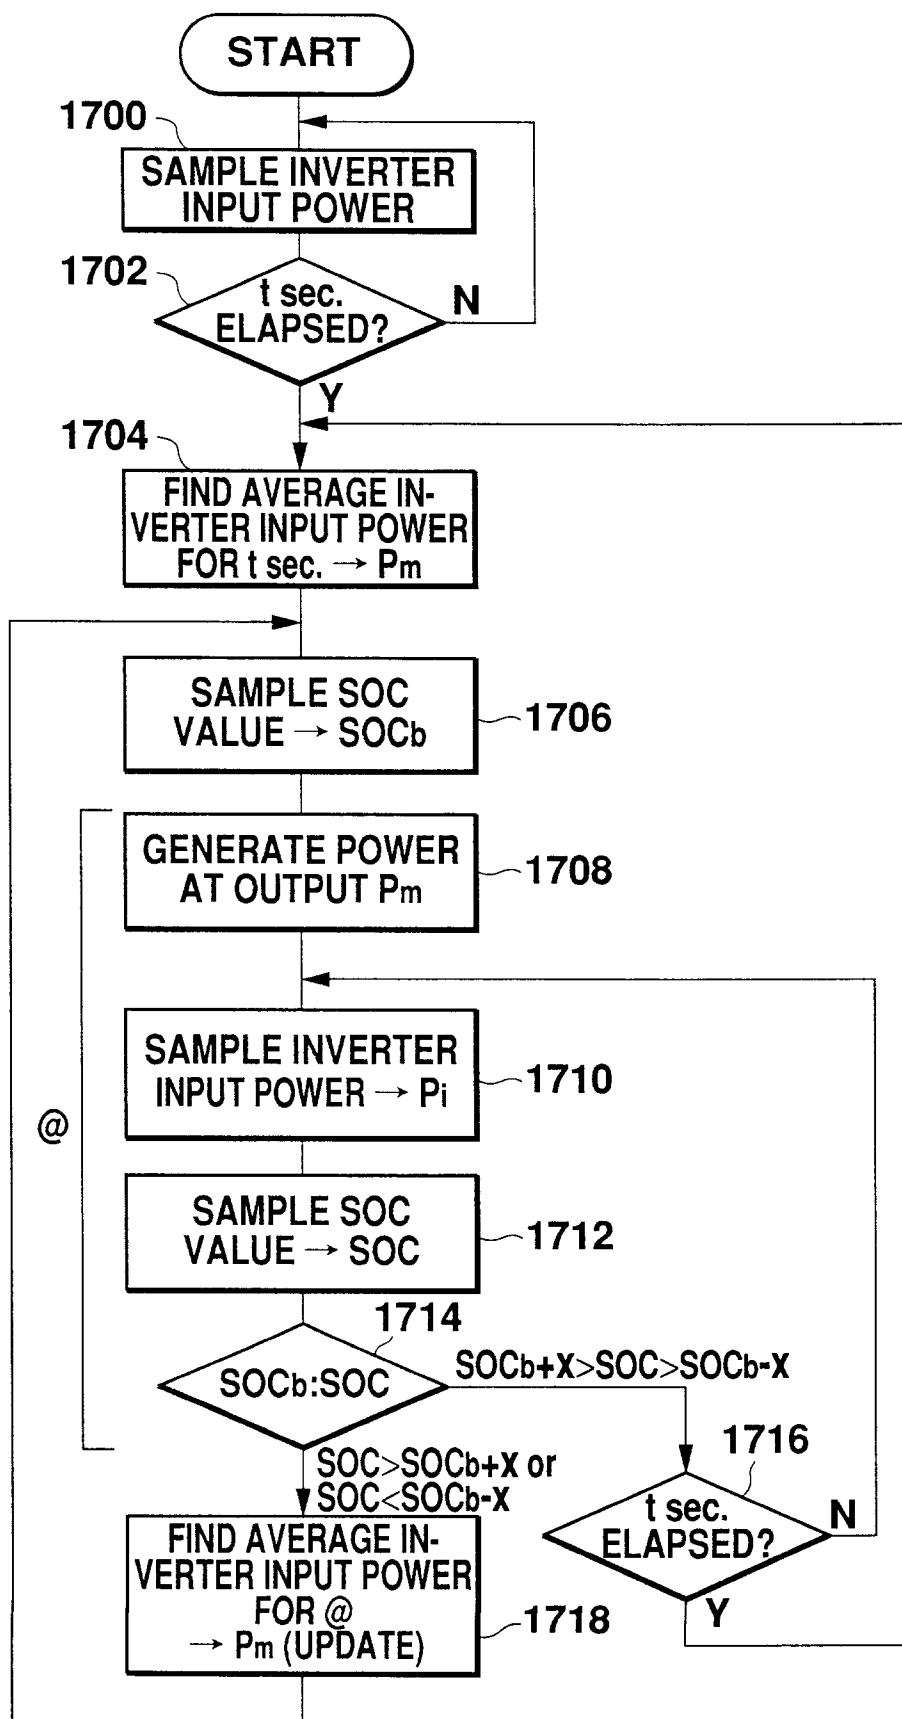 START
1700
SAMPLE INVERTER
INPUT POWER
1702
t sec.
ELAPSED?
N
Y
1704
FIND AVERAGE IN-
VERTER INPUT POWER
FOR t sec. → Pm
SAMPLE SOC
VALUE → SOCb
1706
GENERATE POWER
AT OUTPUT Pm
1708
SAMPLE INVERTER
INPUT POWER → Pi
1710
@
SAMPLE SOC
VALUE → SOC
1712
1714
SOCb:SOC
SOCb+X>SOC>SOCb-X
SOC>SOCb+X or
SOC<SOCb-X
1716
t sec.
ELAPSED?
N
Y
FIND AVERAGE IN-
VERTER INPUT POWER
FOR @
→ Pm (UPDATE)
1718